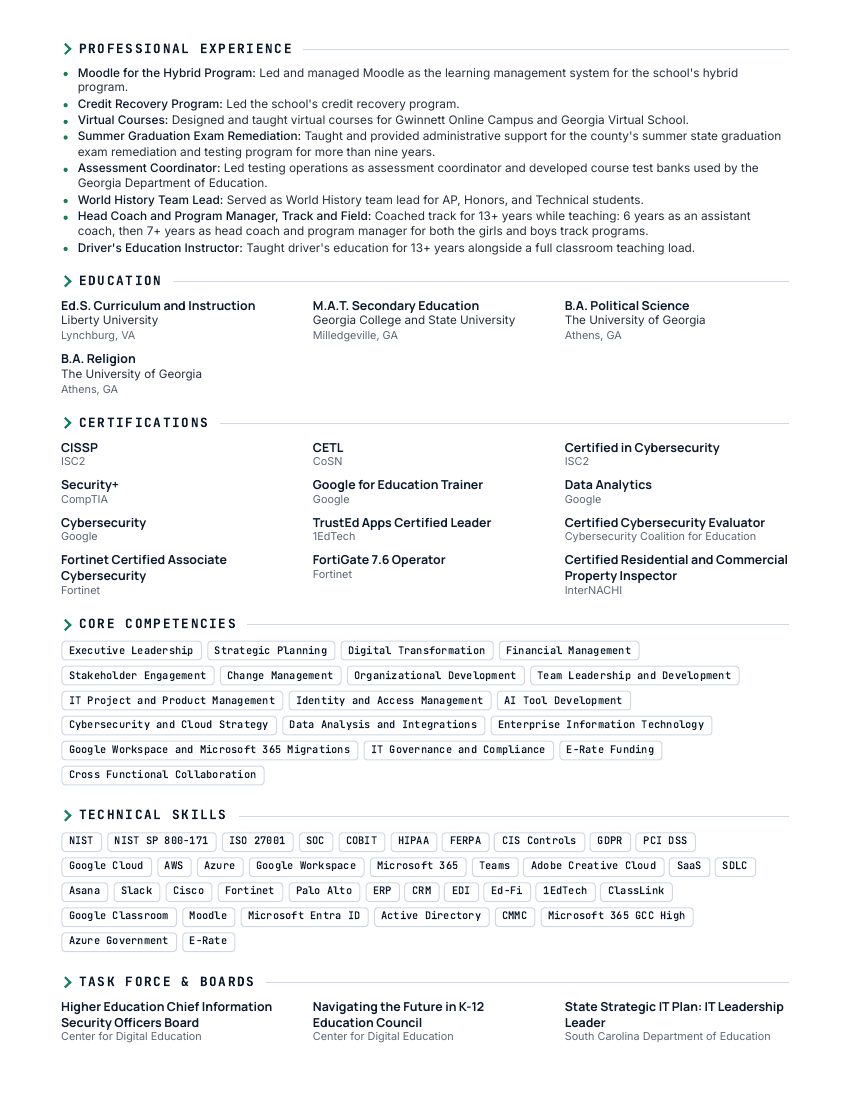 PROFESSIONAL EXPERIENCE
Moodle for the Hybrid Program: Led and managed Moodle as the learning management system for the school's hybrid
program.
Credit Recovery Program: Led the school's credit recovery program.
Virtual Courses: Designed and taught virtual courses for Gwinnett Online Campus and Georgia Virtual School.
Summer Graduation Exam Remediation: Taught and provided administrative support for the county's summer state graduation
exam remediation and testing program for more than nine years.
Assessment Coordinator: Led testing operations as assessment coordinator and developed course test banks used by the
Georgia Department of Education.
World History Team Lead: Served as World History team lead for AP, Honors, and Technical students.
Head Coach and Program Manager, Track and Field: Coached track for 13+ years while teaching: 6 years as an assistant
coach, then 7+ years as head coach and program manager for both the girls and boys track programs.
Driver's Education Instructor: Taught driver's education for 13+ years alongside a full classroom teaching load.
EDUCATION
Ed.S. Curriculum and Instruction
Liberty University
Lynchburg, VA
M.A.T. Secondary Education
Georgia College and State University
Milledgeville, GA
B.A. Political Science
The University of Georgia
Athens, GA
B.A. Religion
The University of Georgia
Athens, GA
CERTIFICATIONS
CISSP
ISC2
CETL
CoSN
Certified in Cybersecurity
ISC2
Security+
CompTIA
Google for Education Trainer
Google
Data Analytics
Google
Cybersecurity
Google
TrustEd Apps Certified Leader
1EdTech
Certified Cybersecurity Evaluator
Cybersecurity Coalition for Education
Fortinet Certified Associate
Cybersecurity
Fortinet
FortiGate 7.6 Operator
Fortinet
Certified Residential and Commercial
Property Inspector
InterNACHI
CORE COMPETENCIES
Executive Leadership Strategic Planning Digital Transformation Financial Management
Stakeholder Engagement Change Management Organizational Development Team Leadership and Development
IT Project and Product Management Identity and Access Management AI Tool Development
Cybersecurity and Cloud Strategy Data Analysis and Integrations Enterprise Information Technology
Google Workspace and Microsoft 365 Migrations IT Governance and Compliance E-Rate Funding
Cross Functional Collaboration
TECHNICAL SKILLS
NIST NIST SP 800-171 ISO 27001 SOC COBIT HIPAA FERPA CIS Controls GDPR PCI DSS
Google Cloud AWS Azure Google Workspace Microsoft 365 Teams Adobe Creative Cloud SaaS SDLC
Asana Slack Cisco Fortinet Palo Alto ERP CRM EDI Ed-Fi 1EdTech ClassLink
Google Classroom Moodle Microsoft Entra ID Active Directory CMMC Microsoft 365 GCC High
Azure Government E-Rate
TASK FORCE & BOARDS
Higher Education Chief Information
Security Officers Board
Center for Digital Education
Navigating the Future in K-12
Education Council
Center for Digital Education
State Strategic IT Plan: IT Leadership
Leader
South Carolina Department of Education